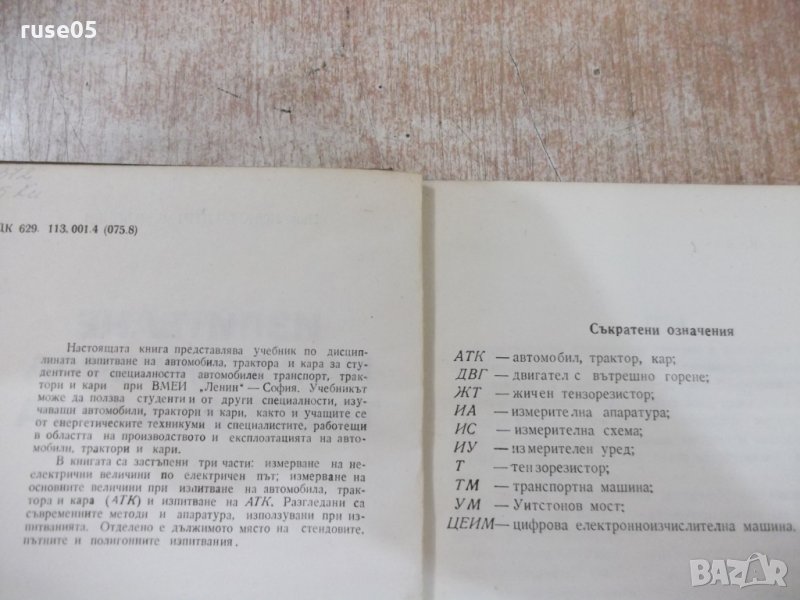 ruse05
ДК 629. 113.001.4 (075.8)
Настоящата книга представлява учебник по дисцип-
лината изпитване на автомобила, трактора и кара за сту-
дентите от специалността автомобилен транспорт, трак-
тори и кари при ВМЕИ „Ленин" — София. Учебникът
може да ползва студенти и от други специалности, изу-
чаващи автомобили, трактори и кари, както и учащите се
от енергетическите техникуми и специалистите, работещи
в областта на производството и експлоатацията на авто-
мобили, трактори и кари.
В книгата са застъпени три части: измерване на не-
електрични величини по електричен път; измерване на
основните величини при изпитване на автомобила, трак-
тора и кара (АТК) и изпитване на АТК. Разгледани са
съвременните методи и апаратура, използувани при из-
питванията. Отделено е дължимото място на стендовите,
пътните и полигонните изпитвания.
Съкратени означения
АТК — автомобил, трактор, кар;
ДВГ — двигател с вътрешно горене;
ЖТ — жичен тензорезистор;
ИА — измерителна апаратура;
ИС — измерителна схема;
ИУ — измерителен уред;
Т — тензорезистор;
ТМ — транспортна машина;
УМ — Уитстонов мост;
ЦЕИМ — цифрова електронноизчислителна машина.
BAZAR